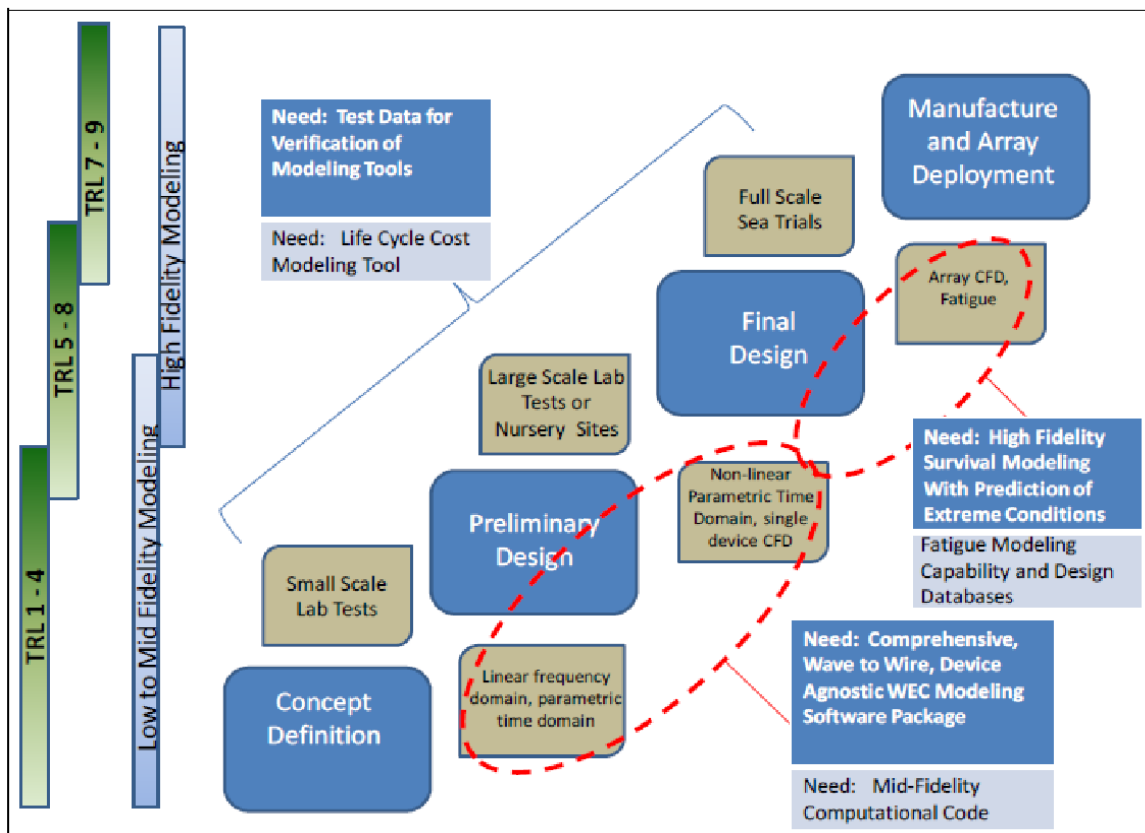 TRL 7 - 9
TRL 5 - 8
TRL 1 - 4
High Fidelity Modeling
Low to Mid Fidelity Modeling
Need: Test Data for
Verification of
Modeling Tools
Need: Life Cycle Cost
Modeling Tool
Manufacture
and Array
Deployment
Full Scale
Sea Trials
Array CFD,
Fatigue
Final
Design
Large Scale Lab
Tests or
Nursery Sites
Need: High Fidelity
Survival Modeling
With Prediction of
Extreme Conditions
Fatigue Modeling
Capability and Design
Databases
Non-linear
Parametric Time
Domain, single
device CFD
Preliminary
Design
Small Scale
Lab Tests
Need: Comprehensive,
Wave to Wire, Device
Agnostic WEC Modeling
Software Package
Need: Mid-Fidelity
Computational Code
Linear frequency
domain, parametric
time domain
Concept
Definition